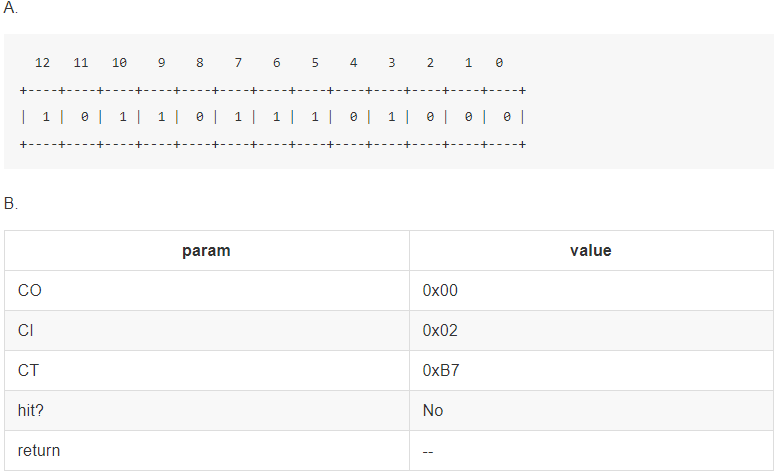 A.
12 11 10 9 8 7 6 5 4 3 2 1 0
+----+----+----+----+----+----+----+----+----+----+----+----+----+
| 1 | 0 | 1 | 1 | 0 | 1 | 1 | 1 | 0 | 1 | 0 | 0 | 0 |
+----+----+----+----+----+----+----+----+----+----+----+----+----+
B.
param value
CO 0x00
CI 0x02
CT 0xB7
hit? No
return --